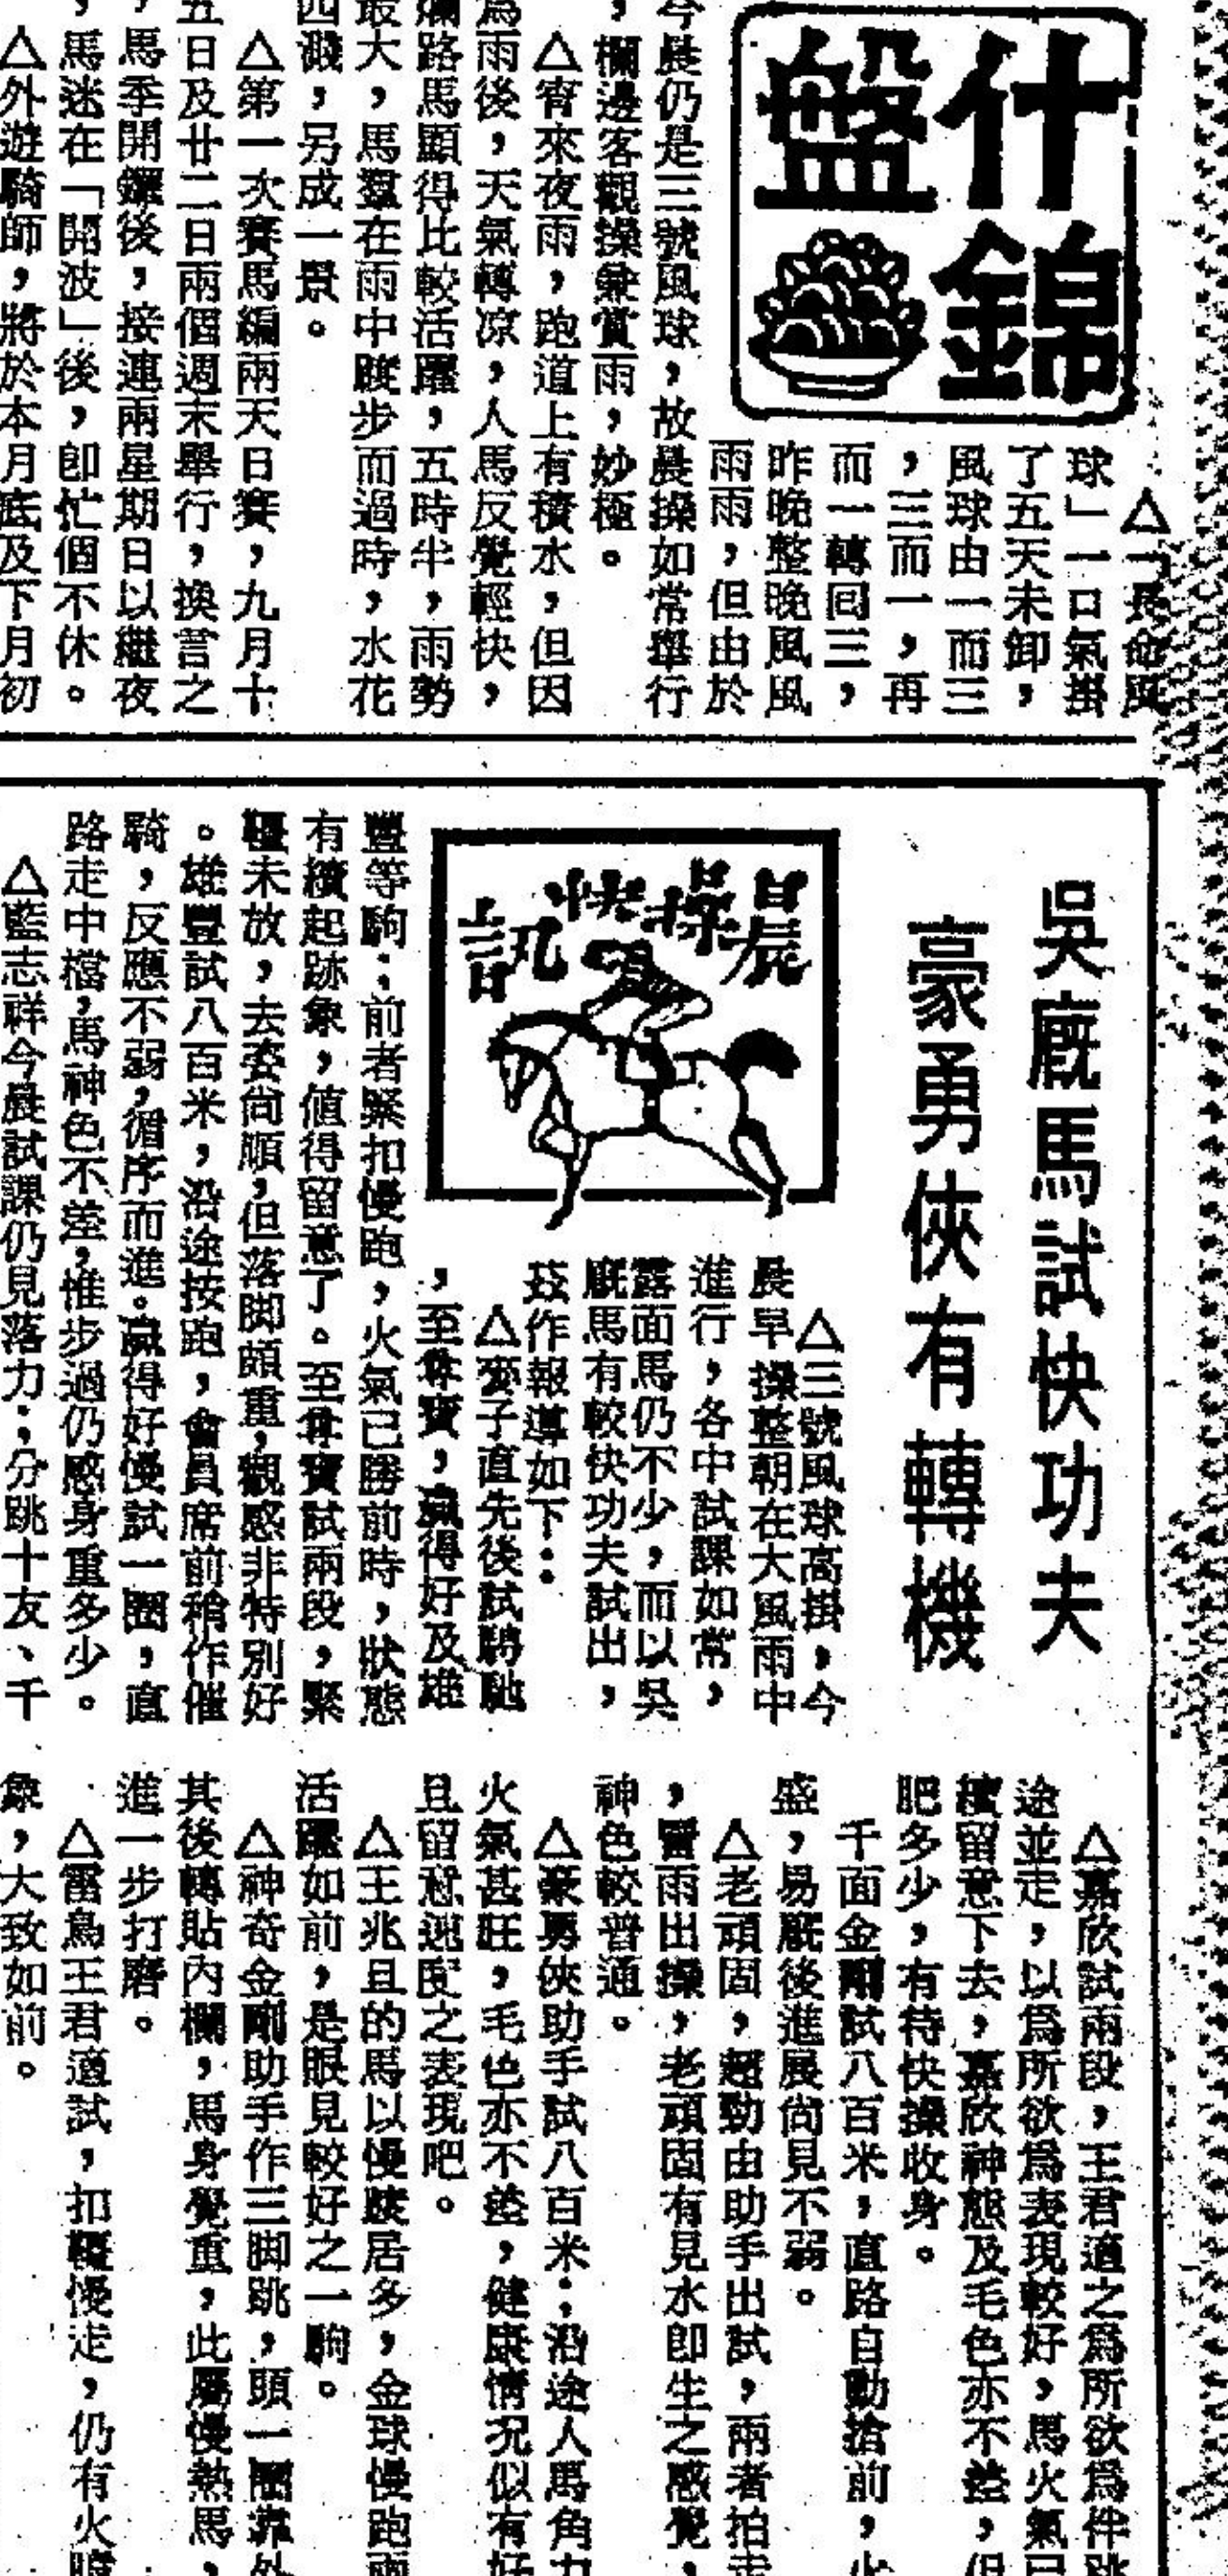 什錦
盤
△一長命風
球」一口氣掛
了五天未卸，
風球由一而三
，三而一，再
而一轉回三，
昨晚整晚風風
雨雨，但由於
今晨仍是三號風球，故晨操如常舉行
，欄邊客觀操兼賞雨，妙極。
△宵來夜雨，跑道上有積水，但因
為雨後，天氣轉凉，人馬反覺輕快，
爛路馬顯得比較活躍，五時半，雨勢
最大，馬羣在雨中踱步而過時，水花
四濺，另成一景。
△第一次賽馬編兩天日賽，九月十
五日及廿二日兩個週末舉行，換言之
，馬季開鑼後，接連兩星期日以繼夜
，馬迷在「開波」後，卽忙個不休。
△外遊騎師，將於本月底及下月初
吳廐馬試快功夫
豪勇俠有轉機
晨操快訊
△三號風球高掛，今
晨早操整朝在大風雨中
進行，各中試課如常，
露面馬仍不少，而以吳
廐馬有較快功夫試出，
茲作報導如下：
△孻子直先後試騁馳
，至尊寶，贏得好及雄
豐等駒：前者緊扣慢跑，火氣已勝前時，狀態
有續起跡象，值得留意了。至尊寶試兩段，緊
韁未放，去姿尙順，但落脚頗重，觀感非特別好
。雄豐試八百米，沿途按跑，會員席前稍作催
騎，反應不弱，循序而進。贏得好慢試一圈，直
路走中檔，馬神色不差，惟步過仍感身重多少。
△藍志祥今晨試課仍見落力；分跳十友、千
△嘉欣試兩段，王君適之爲所欲爲伴跳
途並走，以爲所欲爲表現較好，馬火氣已
續留意下去，嘉欣神態及毛色亦不差，但
肥多少，有待快操收身。
千面金剛試八百米，直路自動搶前，火
盛，易廐後進展尙見不弱。
△老頑固，超勁由助手出試，兩者拍走
，冒雨出操，老頑固有見水卽生之感覺，
神色較普通。
△豪勇俠助手試八百米；沿途人馬角力
火氣甚旺，毛色亦不差，健康情況似有好
且留意速度之表現吧。
△王兆旦的馬以慢踱居多，金球慢跑兩
活躍如前，是眼見較好之一駒。
△神奇金剛助手作三脚跳，頭一圈靠外
其後轉貼內欄，馬身覺重，此屬慢熱馬，
進一步打磨。
△雷鳥王君適試，扣韁慢走，仍有火
象，大致如前。